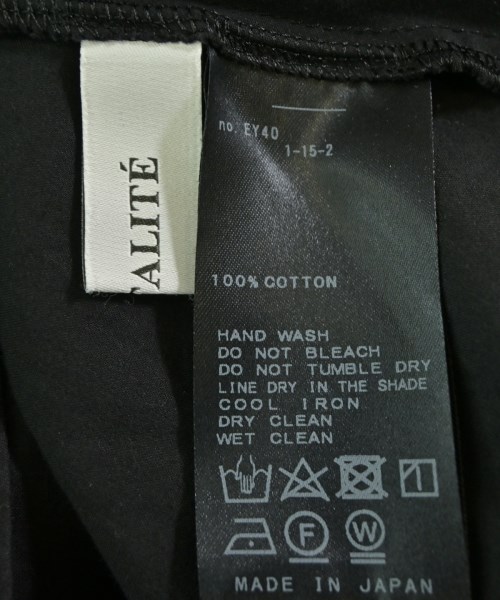 TALITÉ
no. EY40
1-15-2
100% COTTON
HAND WASH
DO NOT BLEACH
DO NOT TUMBLE DRY
LINE DRY IN THE SHADE
COOL IRON
DRY CLEAN
WET CLEAN
F W
MADE IN JAPAN